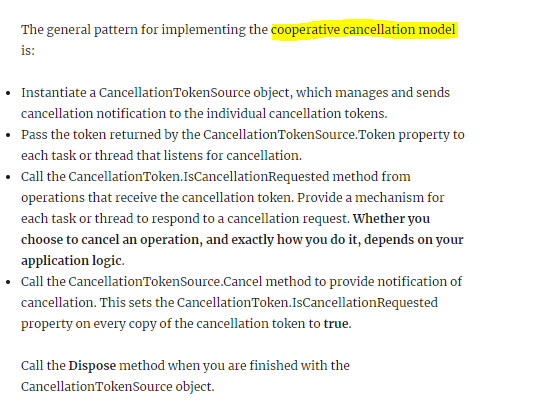 The general pattern for implementing the cooperative cancellation model
is:
• Instantiate a CancellationTokenSource object, which manages and sends
cancellation notification to the individual cancellation tokens.
• Pass the token returned by the CancellationTokenSource.Token property to
each task or thread that listens for cancellation.
• Call the CancellationToken.IsCancellationRequested method from
operations that receive the cancellation token. Provide a mechanism for
each task or thread to respond to a cancellation request. Whether you
choose to cancel an operation, and exactly how you do it, depends on your
application logic.
• Call the CancellationTokenSource.Cancel method to provide notification of
cancellation. This sets the CancellationToken.IsCancellationRequested
property on every copy of the cancellation token to true.
Call the Dispose method when you are finished with the
CancellationTokenSource object.